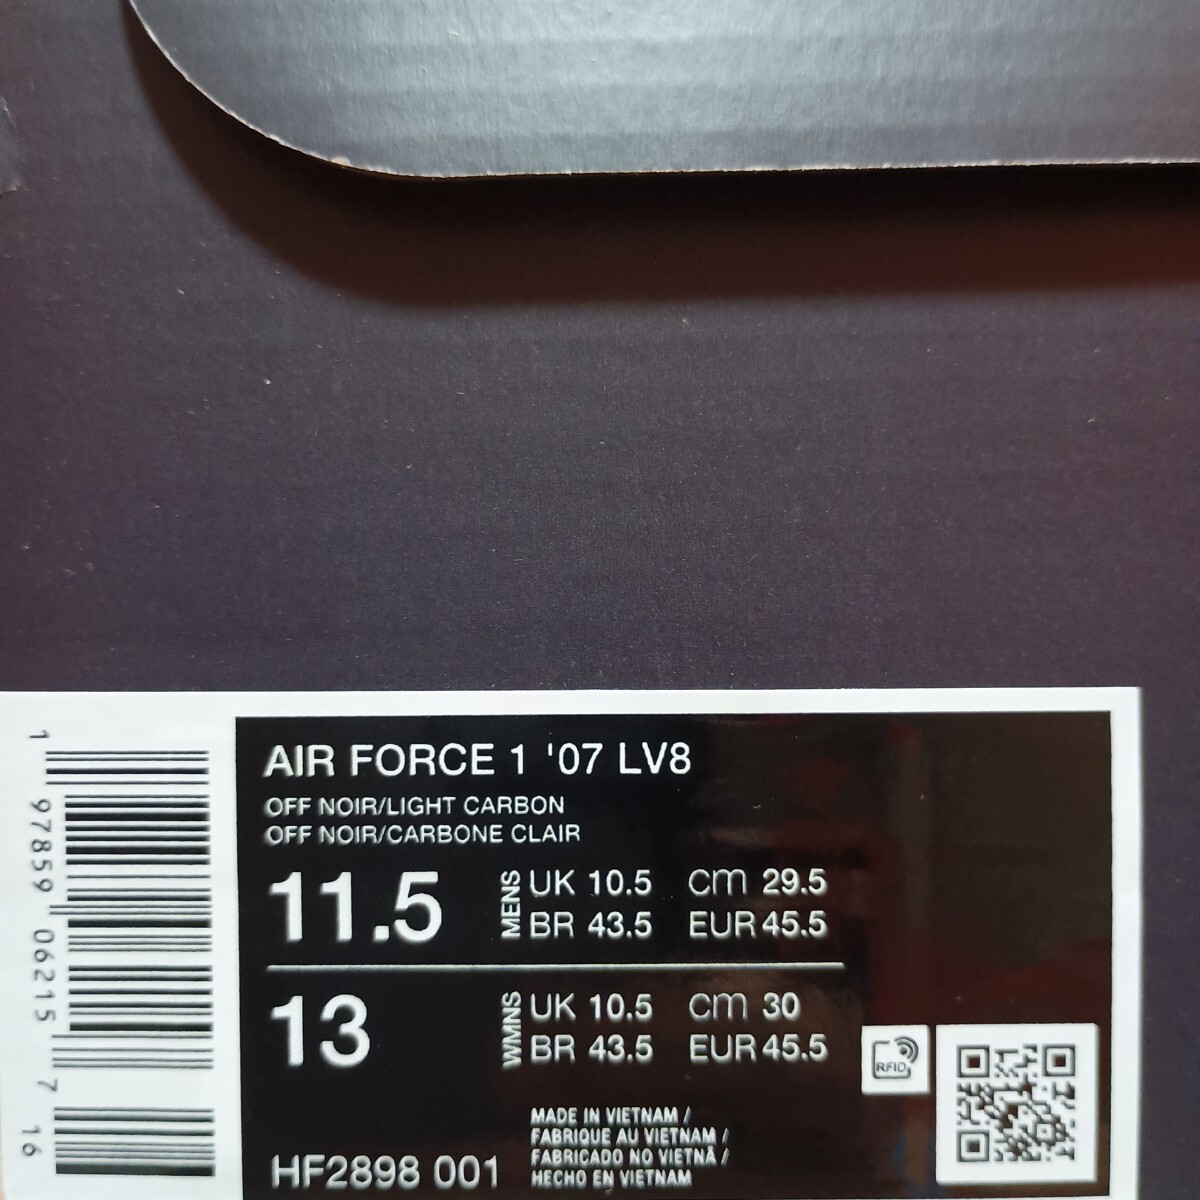 AIR FORCE 1 '07 LV8
OFF NOIR/LIGHT CARBON
OFF NOIR/CARBONE CLAIR
11.5 MENS UK 10.5 cm 29.5
BR 43.5 EUR 45.5
13 WMNS UK 10.5 cm 30
BR 43.5 EUR 45.5
RFID
MADE IN VIETNAM /
FABRIQUE AU VIETNAM /
FABRICADO NO VIETNÃ /
HECHO EN VIETNAM
HF2898 001
1 97859 06215 7 16